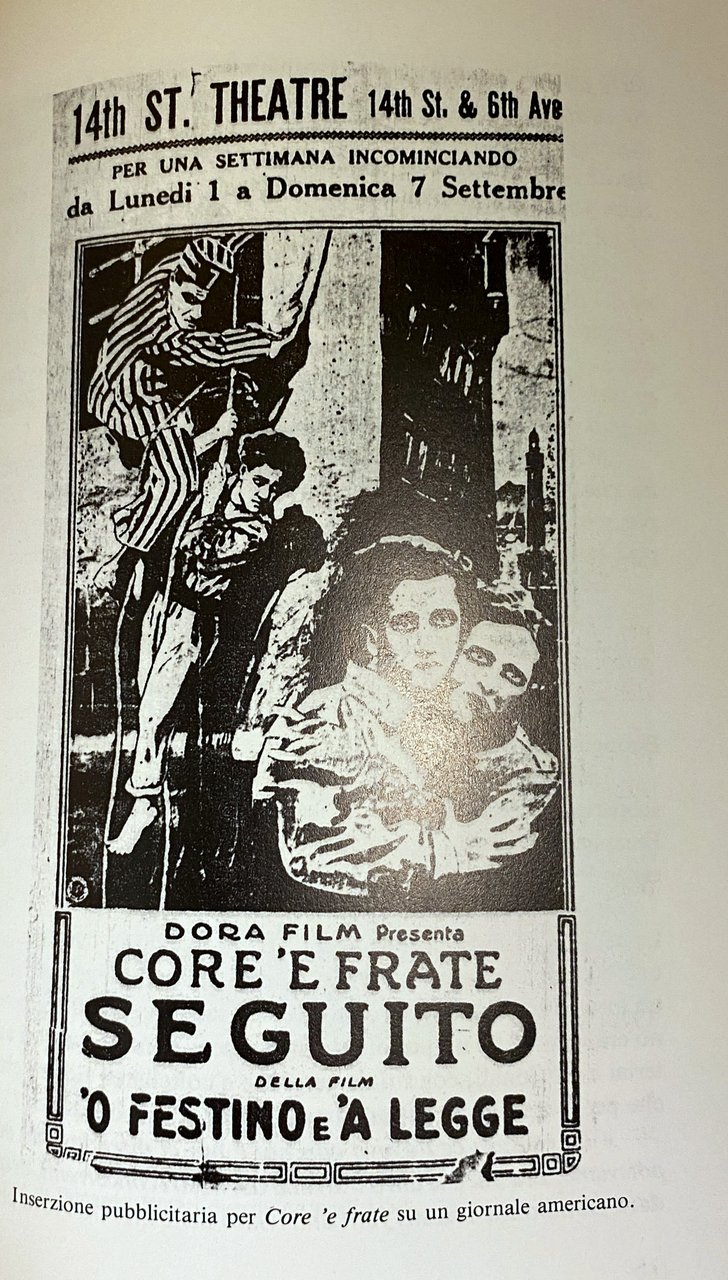 14th ST. THEATRE 14th St. & 6th Ave
PER UNA SETTIMANA INCOMINCIANDO
da Lunedi 1 a Domenica 7 Settembre
DORA FILM Presenta
CORE 'E FRATE
SEGUITO
DELLA FILM
'O FESTINO E 'A LEGGE
Inserzione pubblicitaria per Core 'e frate su un giornale americano.